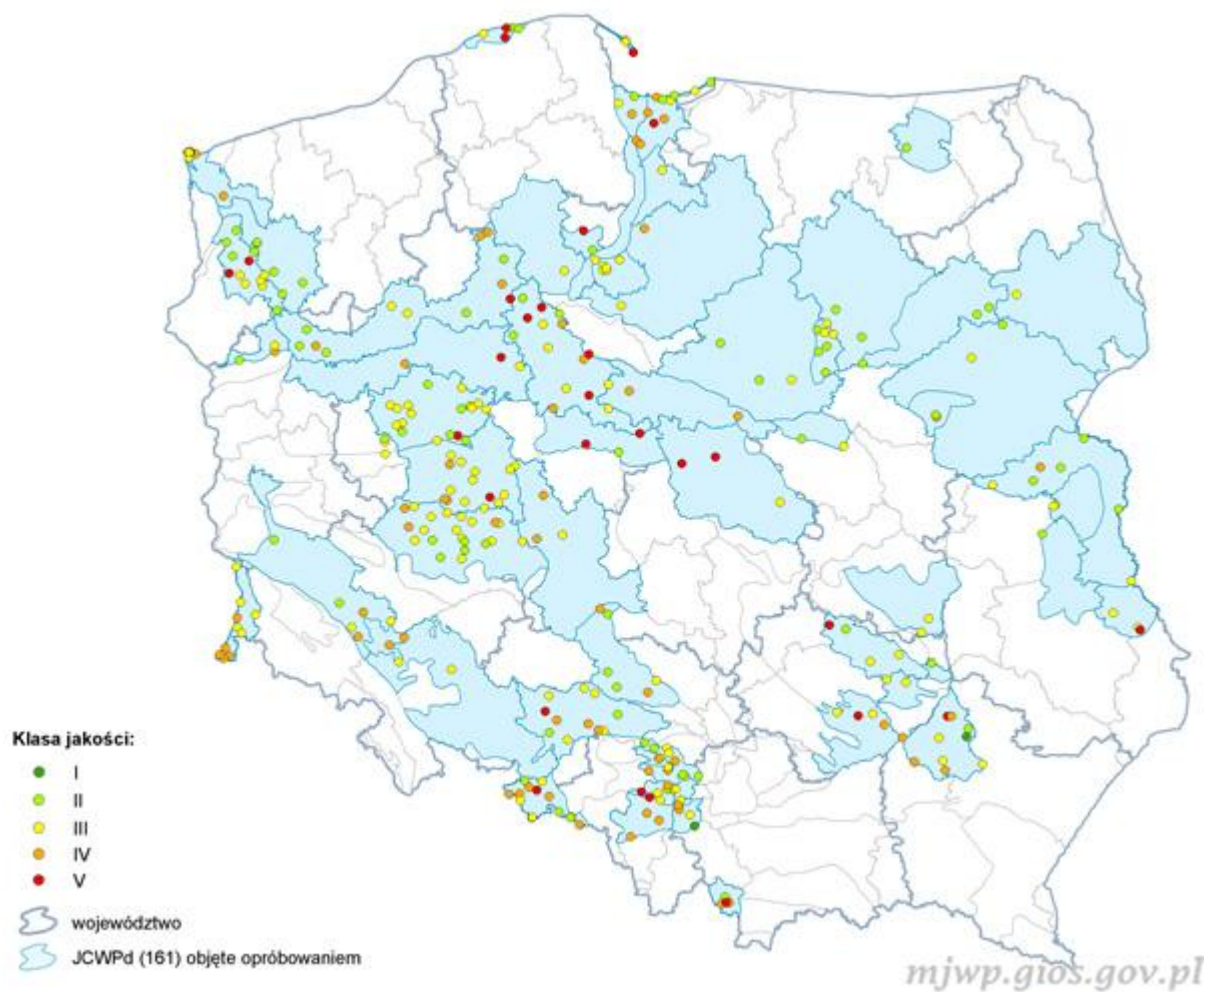 Klasa jakości:
I
II
III
IV
V
województwo
JCWPd (161) objęte opróbowaniem
mjwp.gios.gov.pl